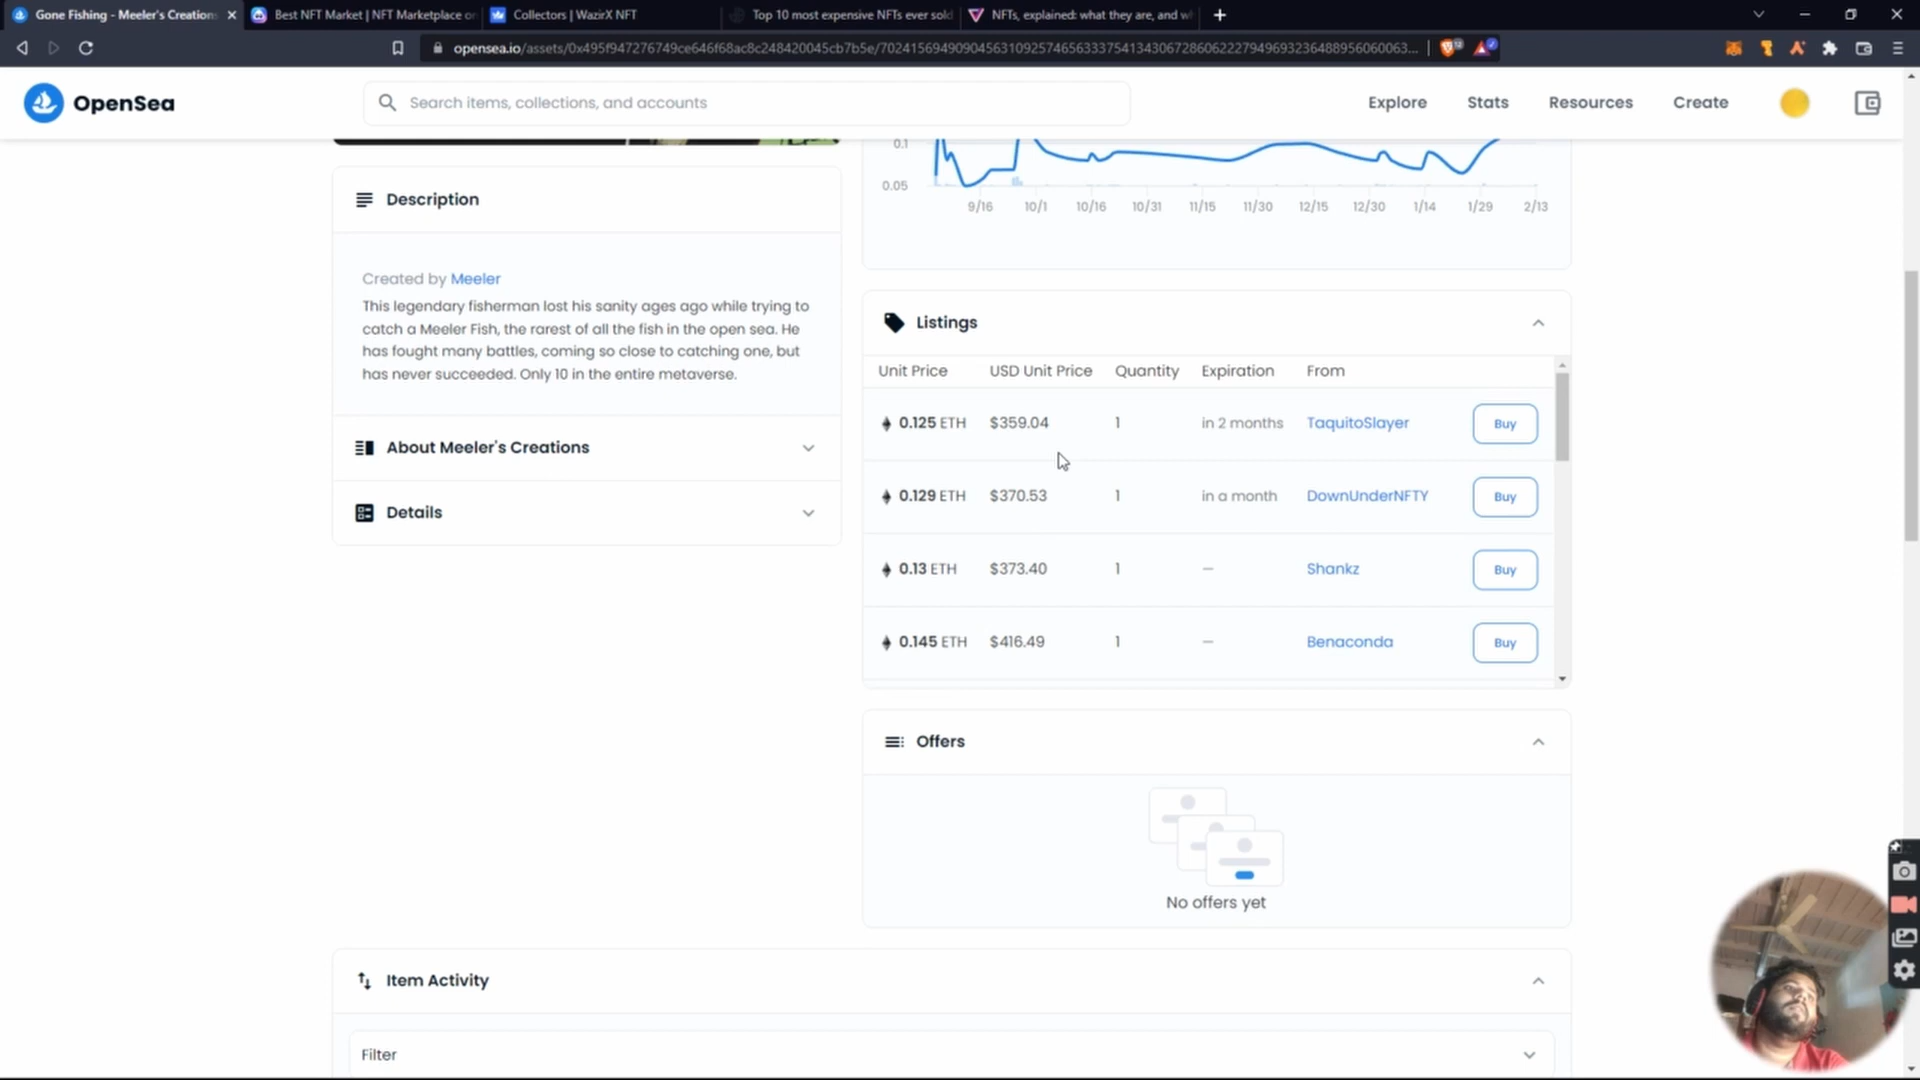 Gone Fishing - Meeler's Creations
Best NFT Market | NFT Marketplace or
Collectors | WazirX NFT
Top 10 most expensive NFTs ever sold
NFTs, explained: what they are, and wh
OpenSea
Search items, collections, and accounts
Explore
Stats
Resources
Create
0.1
0.05
9/16 10/1 10/16 10/31 11/15 11/30 12/15 12/30 1/14 1/29 2/13
Description
Created by Meeler
This legendary fisherman lost his sanity ages ago while trying to
catch a Meeler Fish, the rarest of all the fish in the open sea. He
has fought many battles, coming so close to catching one, but
has never succeeded. Only 10 in the entire metaverse.
About Meeler's Creations
Details
Listings
Unit Price USD Unit Price Quantity Expiration From
0.125 ETH $359.04 1 in 2 months TaquitoSlayer Buy
0.129 ETH $370.53 1 in a month DownUnderNFTY Buy
0.13 ETH $373.40 1 — Shankz Buy
0.145 ETH $416.49 1 — Benaconda Buy
Offers
No offers yet
Item Activity
Filter